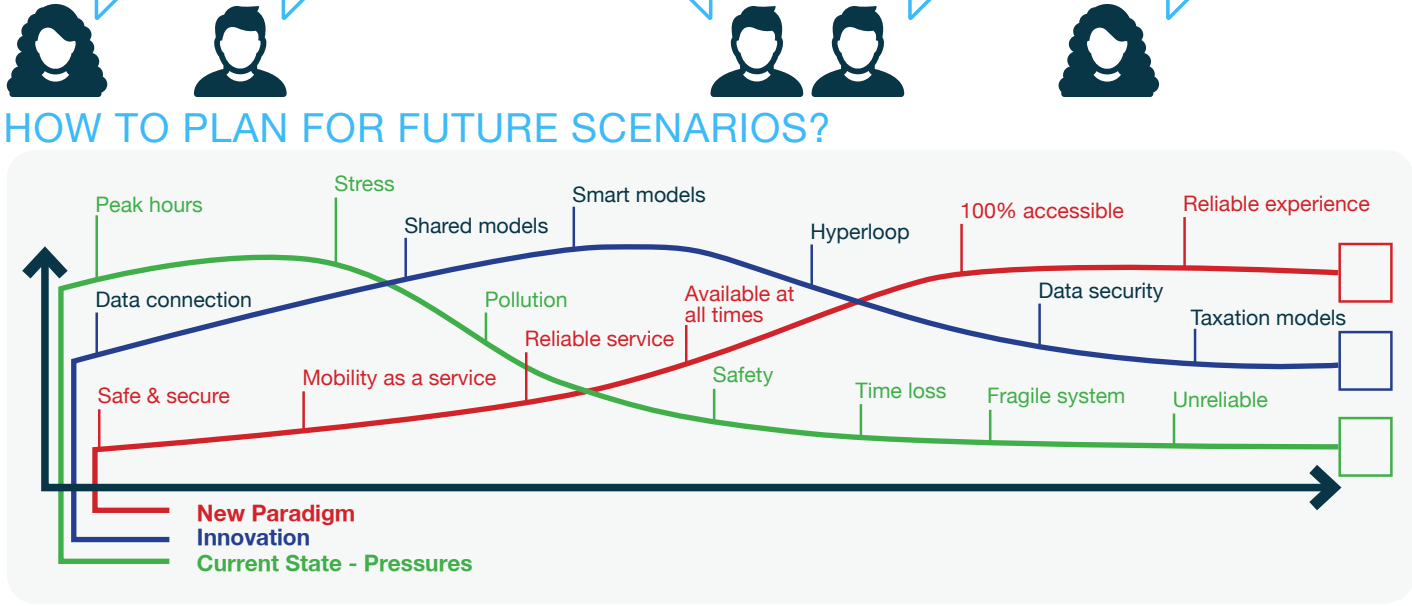 HOW TO PLAN FOR FUTURE SCENARIOS?
Stress
Smart models
Peak hours
Reliable experience
100% accessible
Shared models
Hyperloop
Data connection
Pollution
Available at
all times
Data security
Taxation models
Reliable service
Mobility as a service
Safety
Safe & secure
Time loss
Fragile system
Unreliable
New Paradigm
Innovation
Current State - Pressures